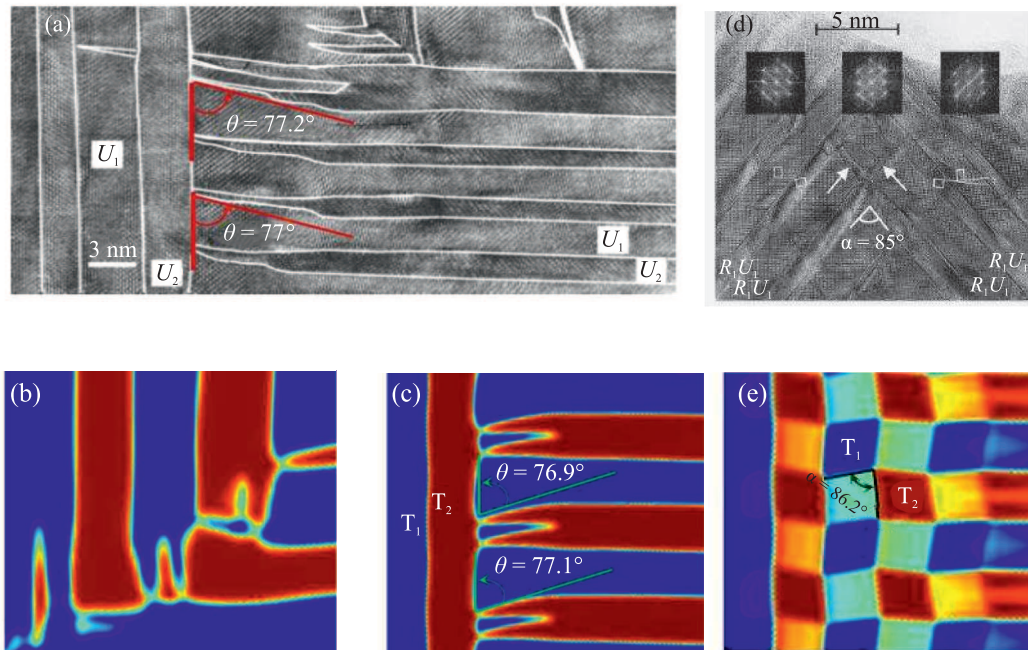 (a)
θ = 77.2°
U₁
θ = 77°
3 nm
U₂
U₁
U₂
(d)
5 nm
α = 85°
R₁U₁
R₁U₁
R₁U₁
R₁U₁
(b)
(c)
θ = 76.9°
T₁
T₂
θ = 77.1°
(e)
T₁
α = 86.2°
T₂